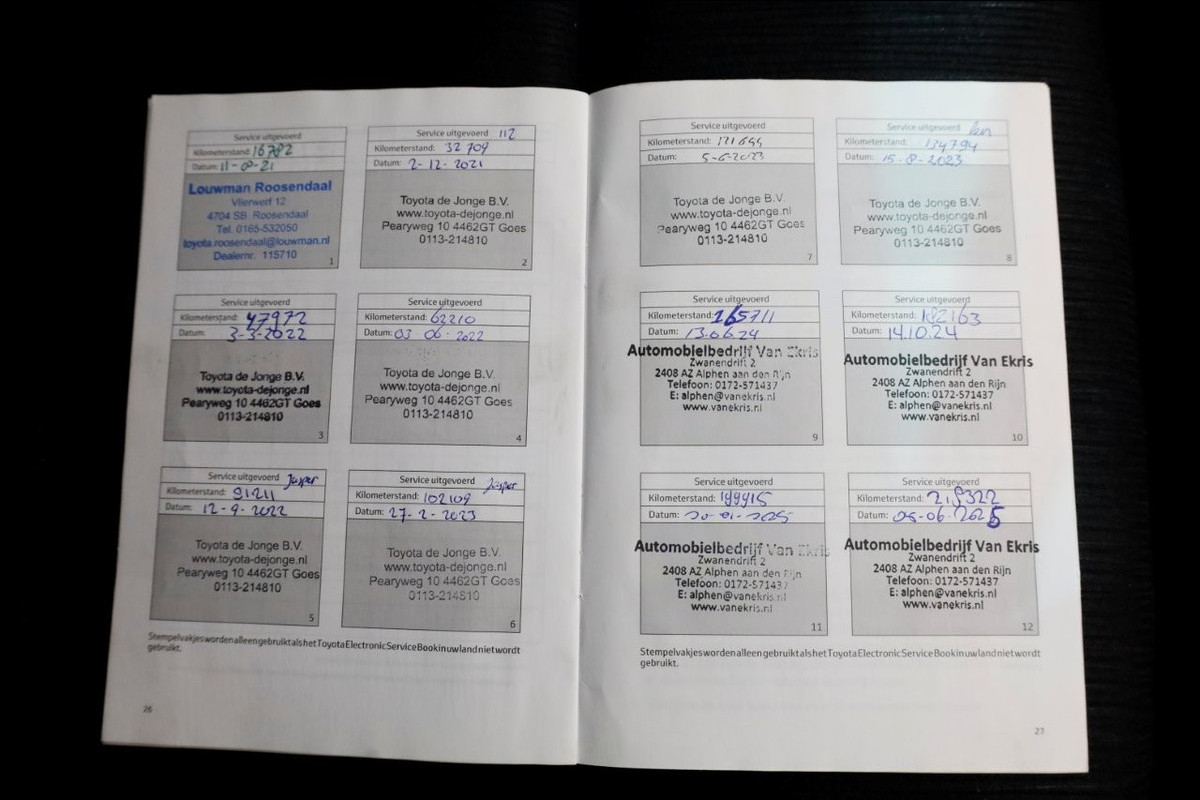 Service uitgevoerd
Kilometerstand: 16782
Datum: 11-08-21
Louwman Roosendaal
Vlierwerf 12
4704 SB Roosendaal
Tel. 0165-532050
toyota.roosendaal@louwman.nl
Dealernr. 115710
1
Service uitgevoerd 112
Kilometerstand: 32709
Datum: 2-12-2021
Toyota de Jonge B.V.
www.toyota-dejonge.nl
Pearyweg 10 4462GT Goes
0113-214810
2
Service uitgevoerd
Kilometerstand: 47972
Datum: 3-3-2022
Toyota de Jonge B.V.
www.toyota-dejonge.nl
Pearyweg 10 4462GT Goes
0113-214810
3
Service uitgevoerd
Kilometerstand: 62210
Datum: 03 06-2022
Toyota de Jonge B.V.
www.toyota-dejonge.nl
Pearyweg 10 4462GT Goes
0113-214810
4
Service uitgevoerd Jasper
Kilometerstand: 91211
Datum: 12-9-2022
Toyota de Jonge B.V.
www.toyota-dejonge.nl
Pearyweg 10 4462GT Goes
0113-214810
5
Service uitgevoerd Jasper
Kilometerstand: 102109
Datum: 27-2-2023
Toyota de Jonge B.V.
www.toyota-dejonge.nl
Pearyweg 10 4462GT Goes
0113-214810
6
Stempelvakjes worden alleen gebruikt als het Toyota Electronic Service Book in uw land niet wordt
gebruikt.
26
Service uitgevoerd
Kilometerstand: 121644
Datum: 5-6-2023
Toyota de Jonge B.V.
www.toyota-dejonge.nl
Pearyweg 10 4462GT Goes
0113-214810
7
Service uitgevoerd
Kilometerstand: 134794
Datum: 15-8-2023
Toyota de Jonge B.V.
www.toyota-dejonge.nl
Pearyweg 10 4462GT Goes
0113-214810
8
Service uitgevoerd
Kilometerstand: 165711
Datum: 13.06.24
Automobielbedrijf Van Ekris
Zwanendrift 2
2408 AZ Alphen aan den Rijn
Telefoon: 0172-571437
E: alphen@vanekris.nl
www.vanekris.nl
9
Service uitgevoerd
Kilometerstand: 182163
Datum: 14.10.24
Automobielbedrijf Van Ekris
Zwanendrift 2
2408 AZ Alphen aan den Rijn
Telefoon: 0172-571437
E: alphen@vanekris.nl
www.vanekris.nl
10
Service uitgevoerd
Kilometerstand: 199915
Datum: 20-01-2025
Automobielbedrijf Van Ekris
Zwanendrift 2
2408 AZ Alphen aan den Rijn
Telefoon: 0172-571437
E: alphen@vanekris.nl
www.vanekris.nl
11
Service uitgevoerd
Kilometerstand: 218322
Datum: 05-06-2025
Automobielbedrijf Van Ekris
Zwanendrift 2
2408 AZ Alphen aan den Rijn
Telefoon: 0172-571437
E: alphen@vanekris.nl
www.vanekris.nl
12
Stempelvakjes worden alleen gebruikt als het Toyota Electronic Service Book in uw land niet wordt
gebruikt.
27